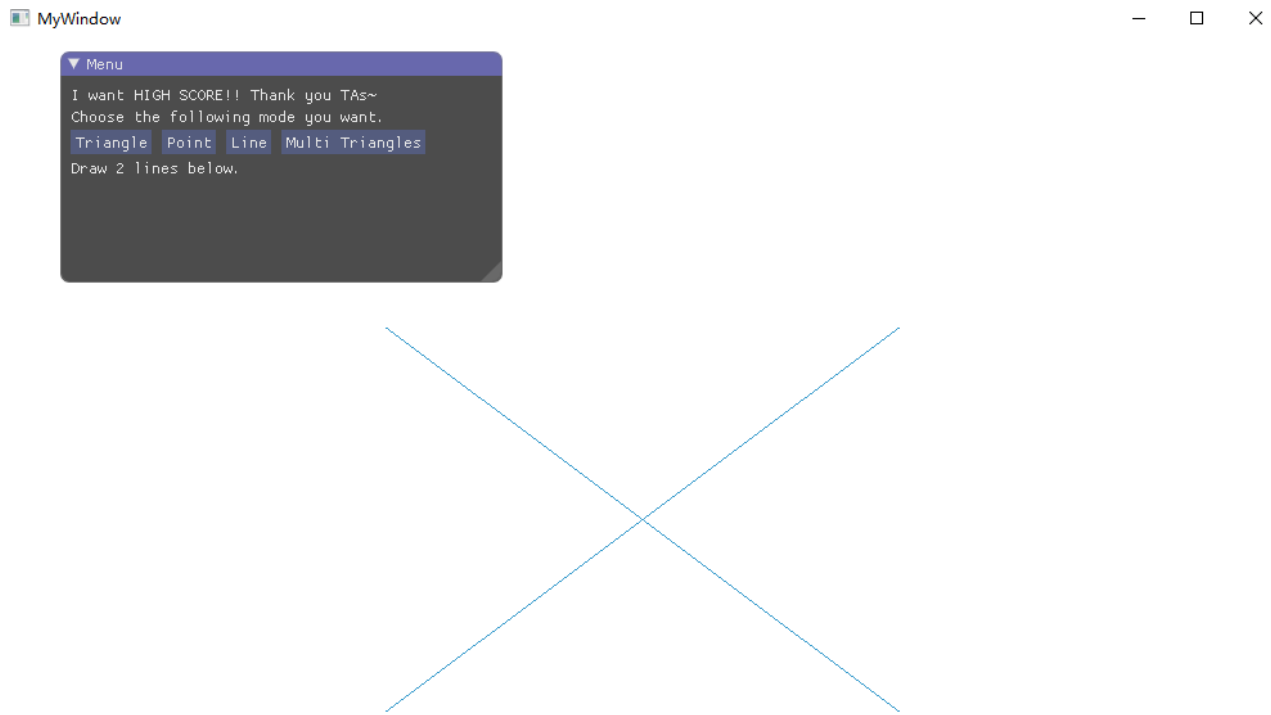 MyWindow
Menu
I want HIGH SCORE!! Thank you TAs~
Choose the following mode you want.
Triangle Point Line Multi Triangles
Draw 2 lines below.